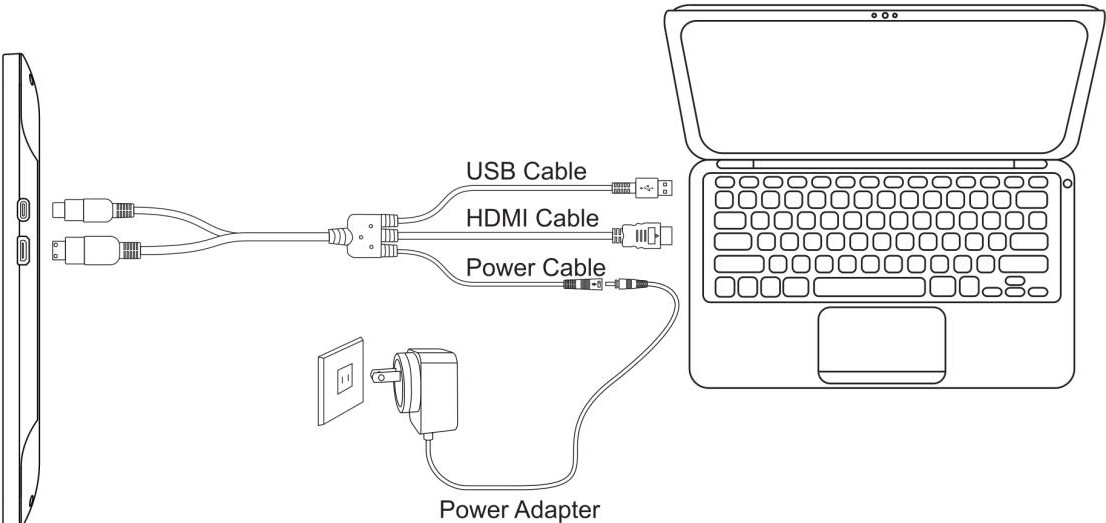 USB Cable
HDMI Cable
Power Cable
Power Adapter